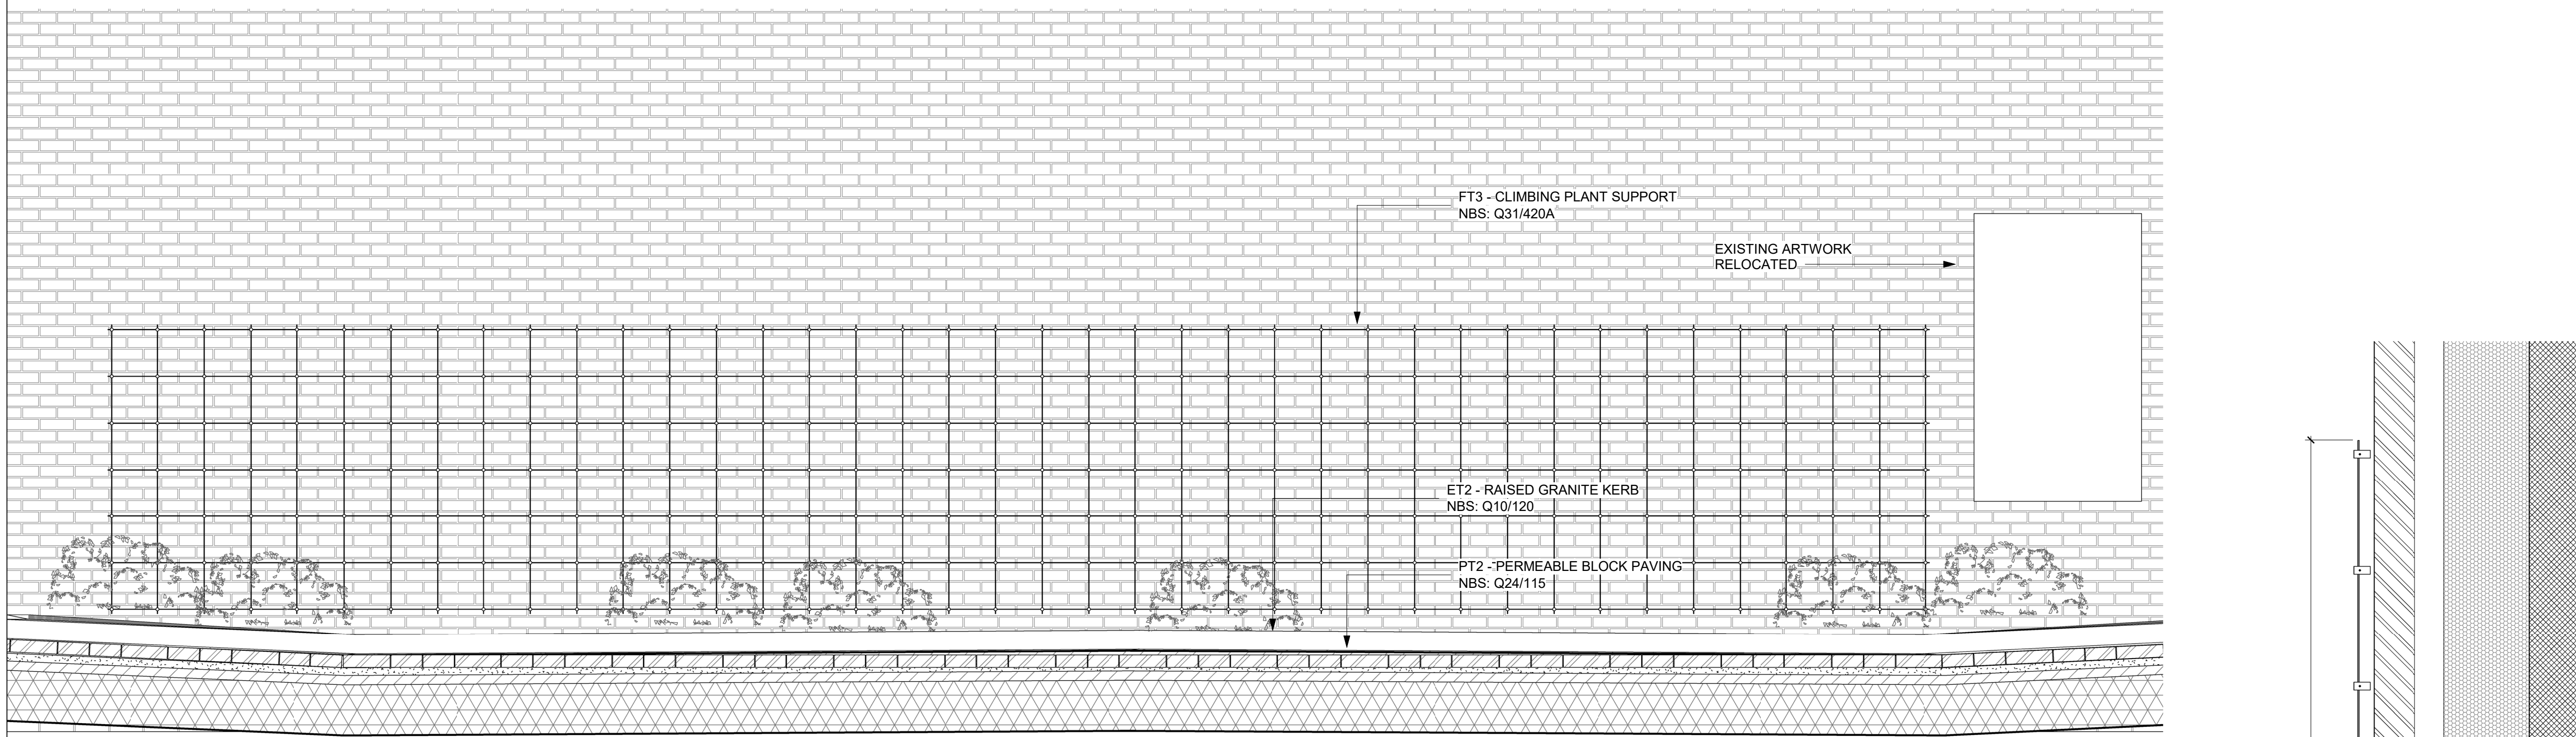 FT3 - CLIMBING PLANT SUPPORT
NBS: Q31/420A
EXISTING ARTWORK
RELOCATED
ET2 - RAISED GRANITE KERB
NBS: Q10/120
PT2 - PERMEABLE BLOCK PAVING
NBS: Q24/115